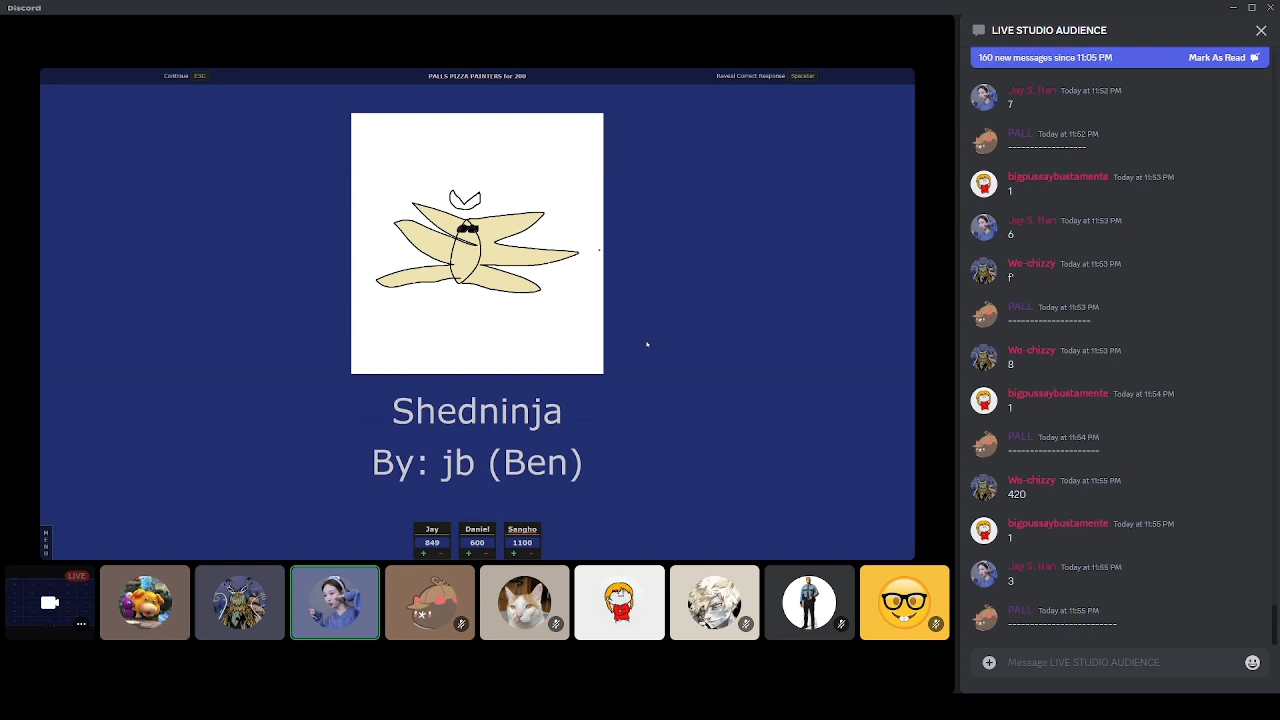 Discord
LIVE STUDIO AUDIENCE
160 new messages since 11:05 PM Mark As Read
Continue ESC
PALLS PIZZA PAINTERS for 200
Reveal Correct Response Spacebar
Shedninja
By: jb (Ben)
MENU
Jay Daniel Sangho
849 600 1100
+ - + - + -
LIVE
Jay S. Han Today at 11:52 PM
7
PALL Today at 11:52 PM
------------------
bigpussaybustamente Today at 11:53 PM
1
Jay S. Han Today at 11:53 PM
6
Wo-chizzy Today at 11:53 PM
f'
PALL Today at 11:53 PM
-------------------
Wo-chizzy Today at 11:53 PM
8
bigpussaybustamente Today at 11:54 PM
1
PALL Today at 11:54 PM
---------------------
Wo-chizzy Today at 11:55 PM
420
bigpussaybustamente Today at 11:55 PM
1
Jay S. Han Today at 11:55 PM
3
PALL Today at 11:55 PM
-------------------------
Message LIVE STUDIO AUDIENCE